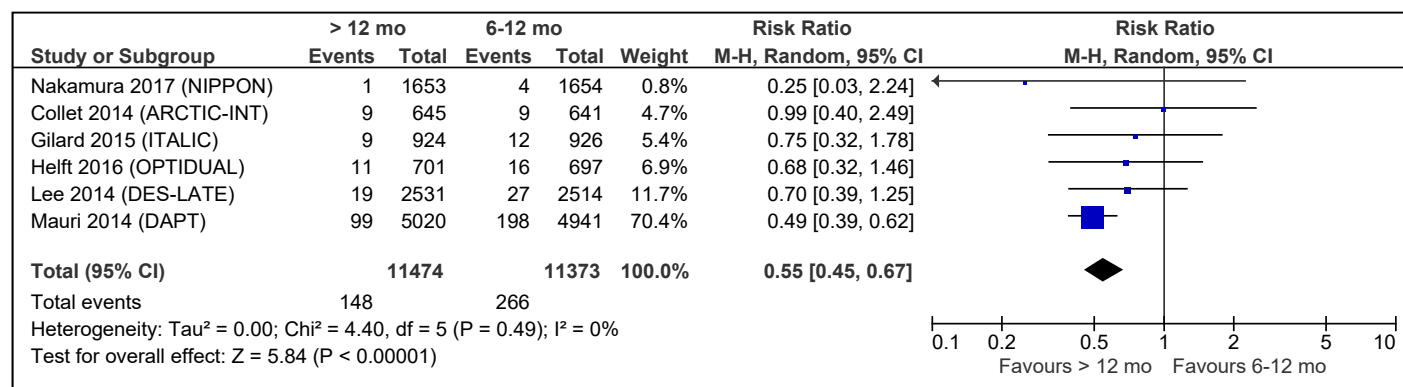 > 12 mo 6-12 mo Risk Ratio Risk Ratio
Study or Subgroup Events Total Events Total Weight M-H, Random, 95% CI M-H, Random, 95% CI
Nakamura 2017 (NIPPON) 1 1653 4 1654 0.8% 0.25 [0.03, 2.24]
Collet 2014 (ARCTIC-INT) 9 645 9 641 4.7% 0.99 [0.40, 2.49]
Gilard 2015 (ITALIC) 9 924 12 926 5.4% 0.75 [0.32, 1.78]
Helft 2016 (OPTIDUAL) 11 701 16 697 6.9% 0.68 [0.32, 1.46]
Lee 2014 (DES-LATE) 19 2531 27 2514 11.7% 0.70 [0.39, 1.25]
Mauri 2014 (DAPT) 99 5020 198 4941 70.4% 0.49 [0.39, 0.62]
Total (95% CI) 11474 11373 100.0% 0.55 [0.45, 0.67]
Total events 148 266
Heterogeneity: Tau² = 0.00; Chi² = 4.40, df = 5 (P = 0.49); I² = 0%
Test for overall effect: Z = 5.84 (P < 0.00001)
0.1 0.2 0.5 1 2 5 10
Favours > 12 mo Favours 6-12 mo